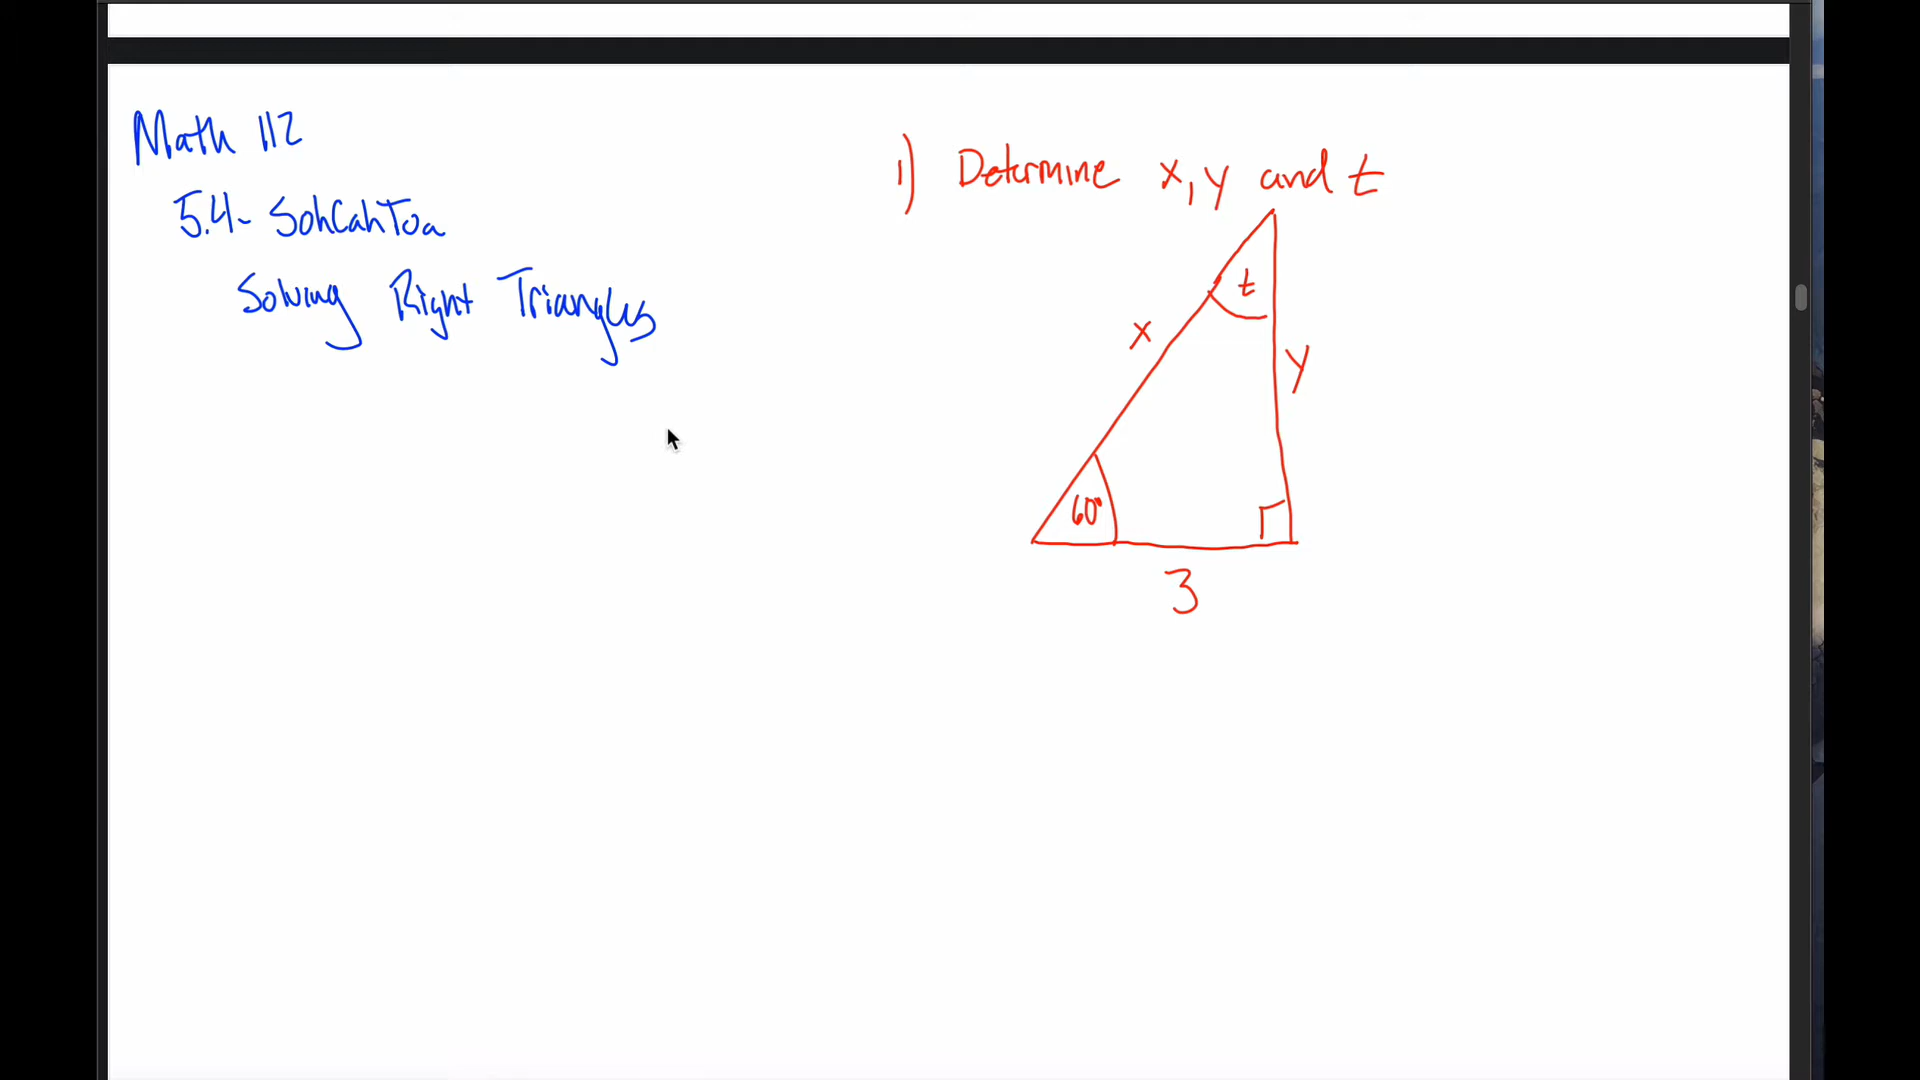 Math 112
5.4- SohCahToa
Solving Right Triangles
1) Determine x, y and t
t
x
y
60°
3